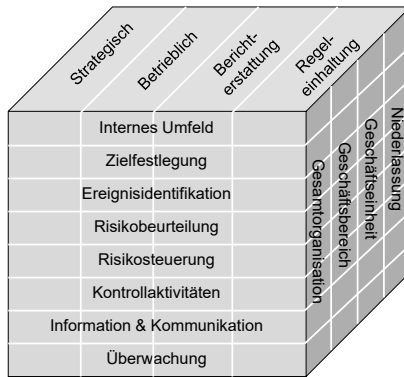 Strategisch
Betrieblich
Bericht-
erstattung
Regel-
einhaltung
Internes Umfeld
Zielfestlegung
Ereignisidentifikation
Risikobeurteilung
Risikosteuerung
Kontrollaktivitäten
Information & Kommunikation
Überwachung
Gesamtorganisation
Geschäftsbereich
Geschäftseinheit
Niederlassung